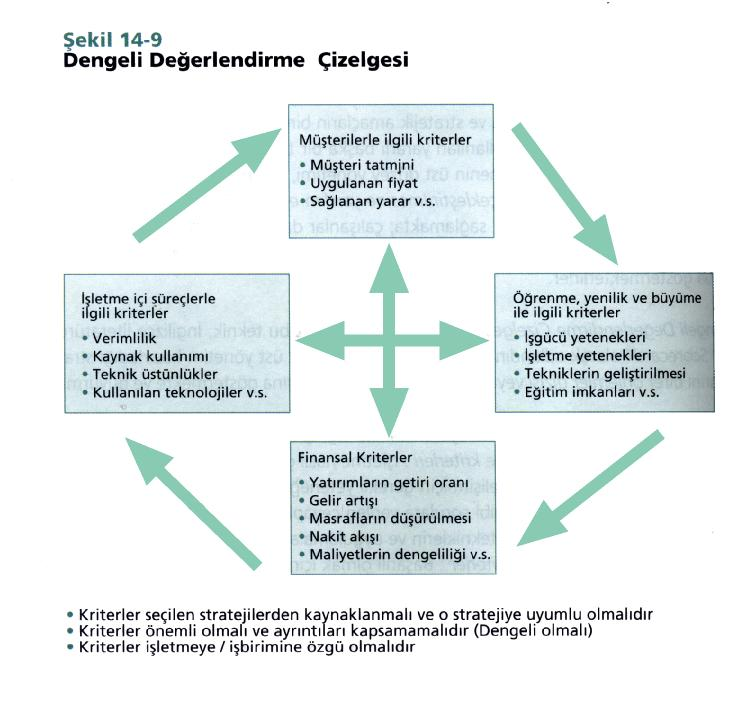 Şekil 14-9
Dengeli Değerlendirme Çizelgesi
Müşterilerle ilgili kriterler
• Müşteri tatmini
• Uygulanan fiyat
• Sağlanan yarar v.s.
İşletme içi süreçlerle
ilgili kriterler
• Verimlilik
• Kaynak kullanımı
• Teknik üstünlükler
• Kullanılan teknolojiler v.s.
Öğrenme, yenilik ve büyüme
ile ilgili kriterler
• İşgücü yetenekleri
• İşletme yetenekleri
• Tekniklerin geliştirilmesi
• Eğitim imkanları v.s.
Finansal Kriterler
• Yatırımların getiri oranı
• Gelir artışı
• Masrafların düşürülmesi
• Nakit akışı
• Maliyetlerin dengeliliği v.s.
• Kriterler seçilen stratejilerden kaynaklanmalı ve o stratejiye uyumlu olmalıdır
• Kriterler önemli olmalı ve ayrıntıları kapsamamalıdır (Dengeli olmalı)
• Kriterler işletmeye / işbirimine özgü olmalıdır